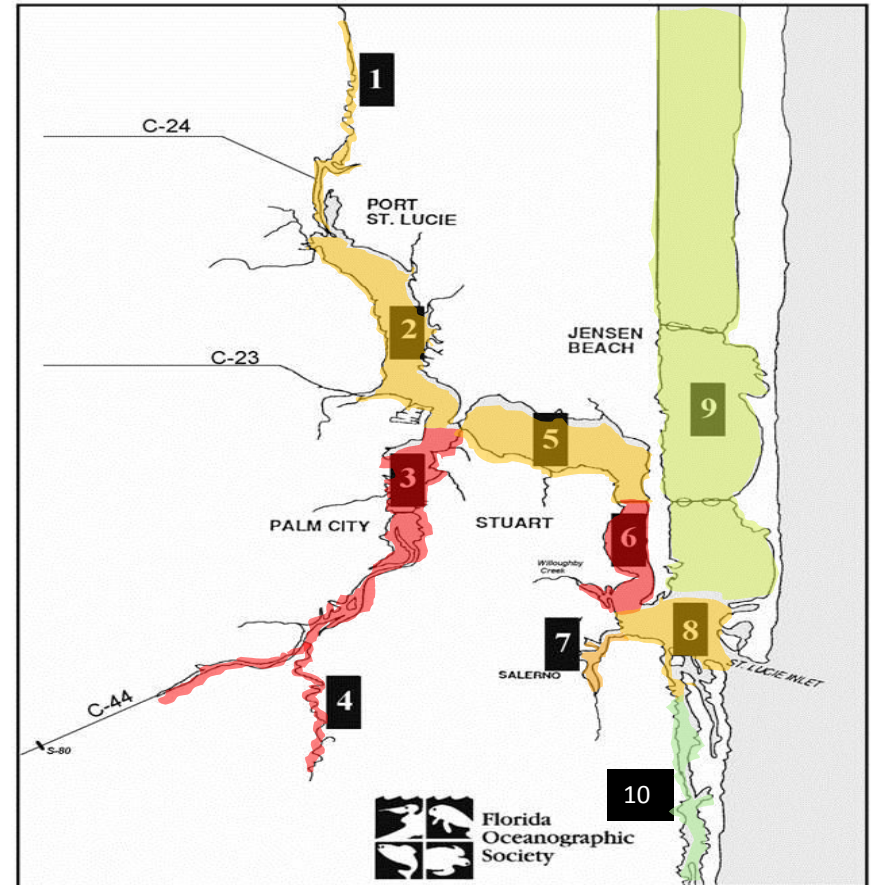 1
C-24
PORT
ST. LUCIE
2
JENSEN
BEACH
C-23
9
5
3
PALM CITY
STUART
6
Willoughby
Creek
7
8
SALERNO
ST. LUCIE INLET
4
C-44
S-80
10
Florida
Oceanographic
Society